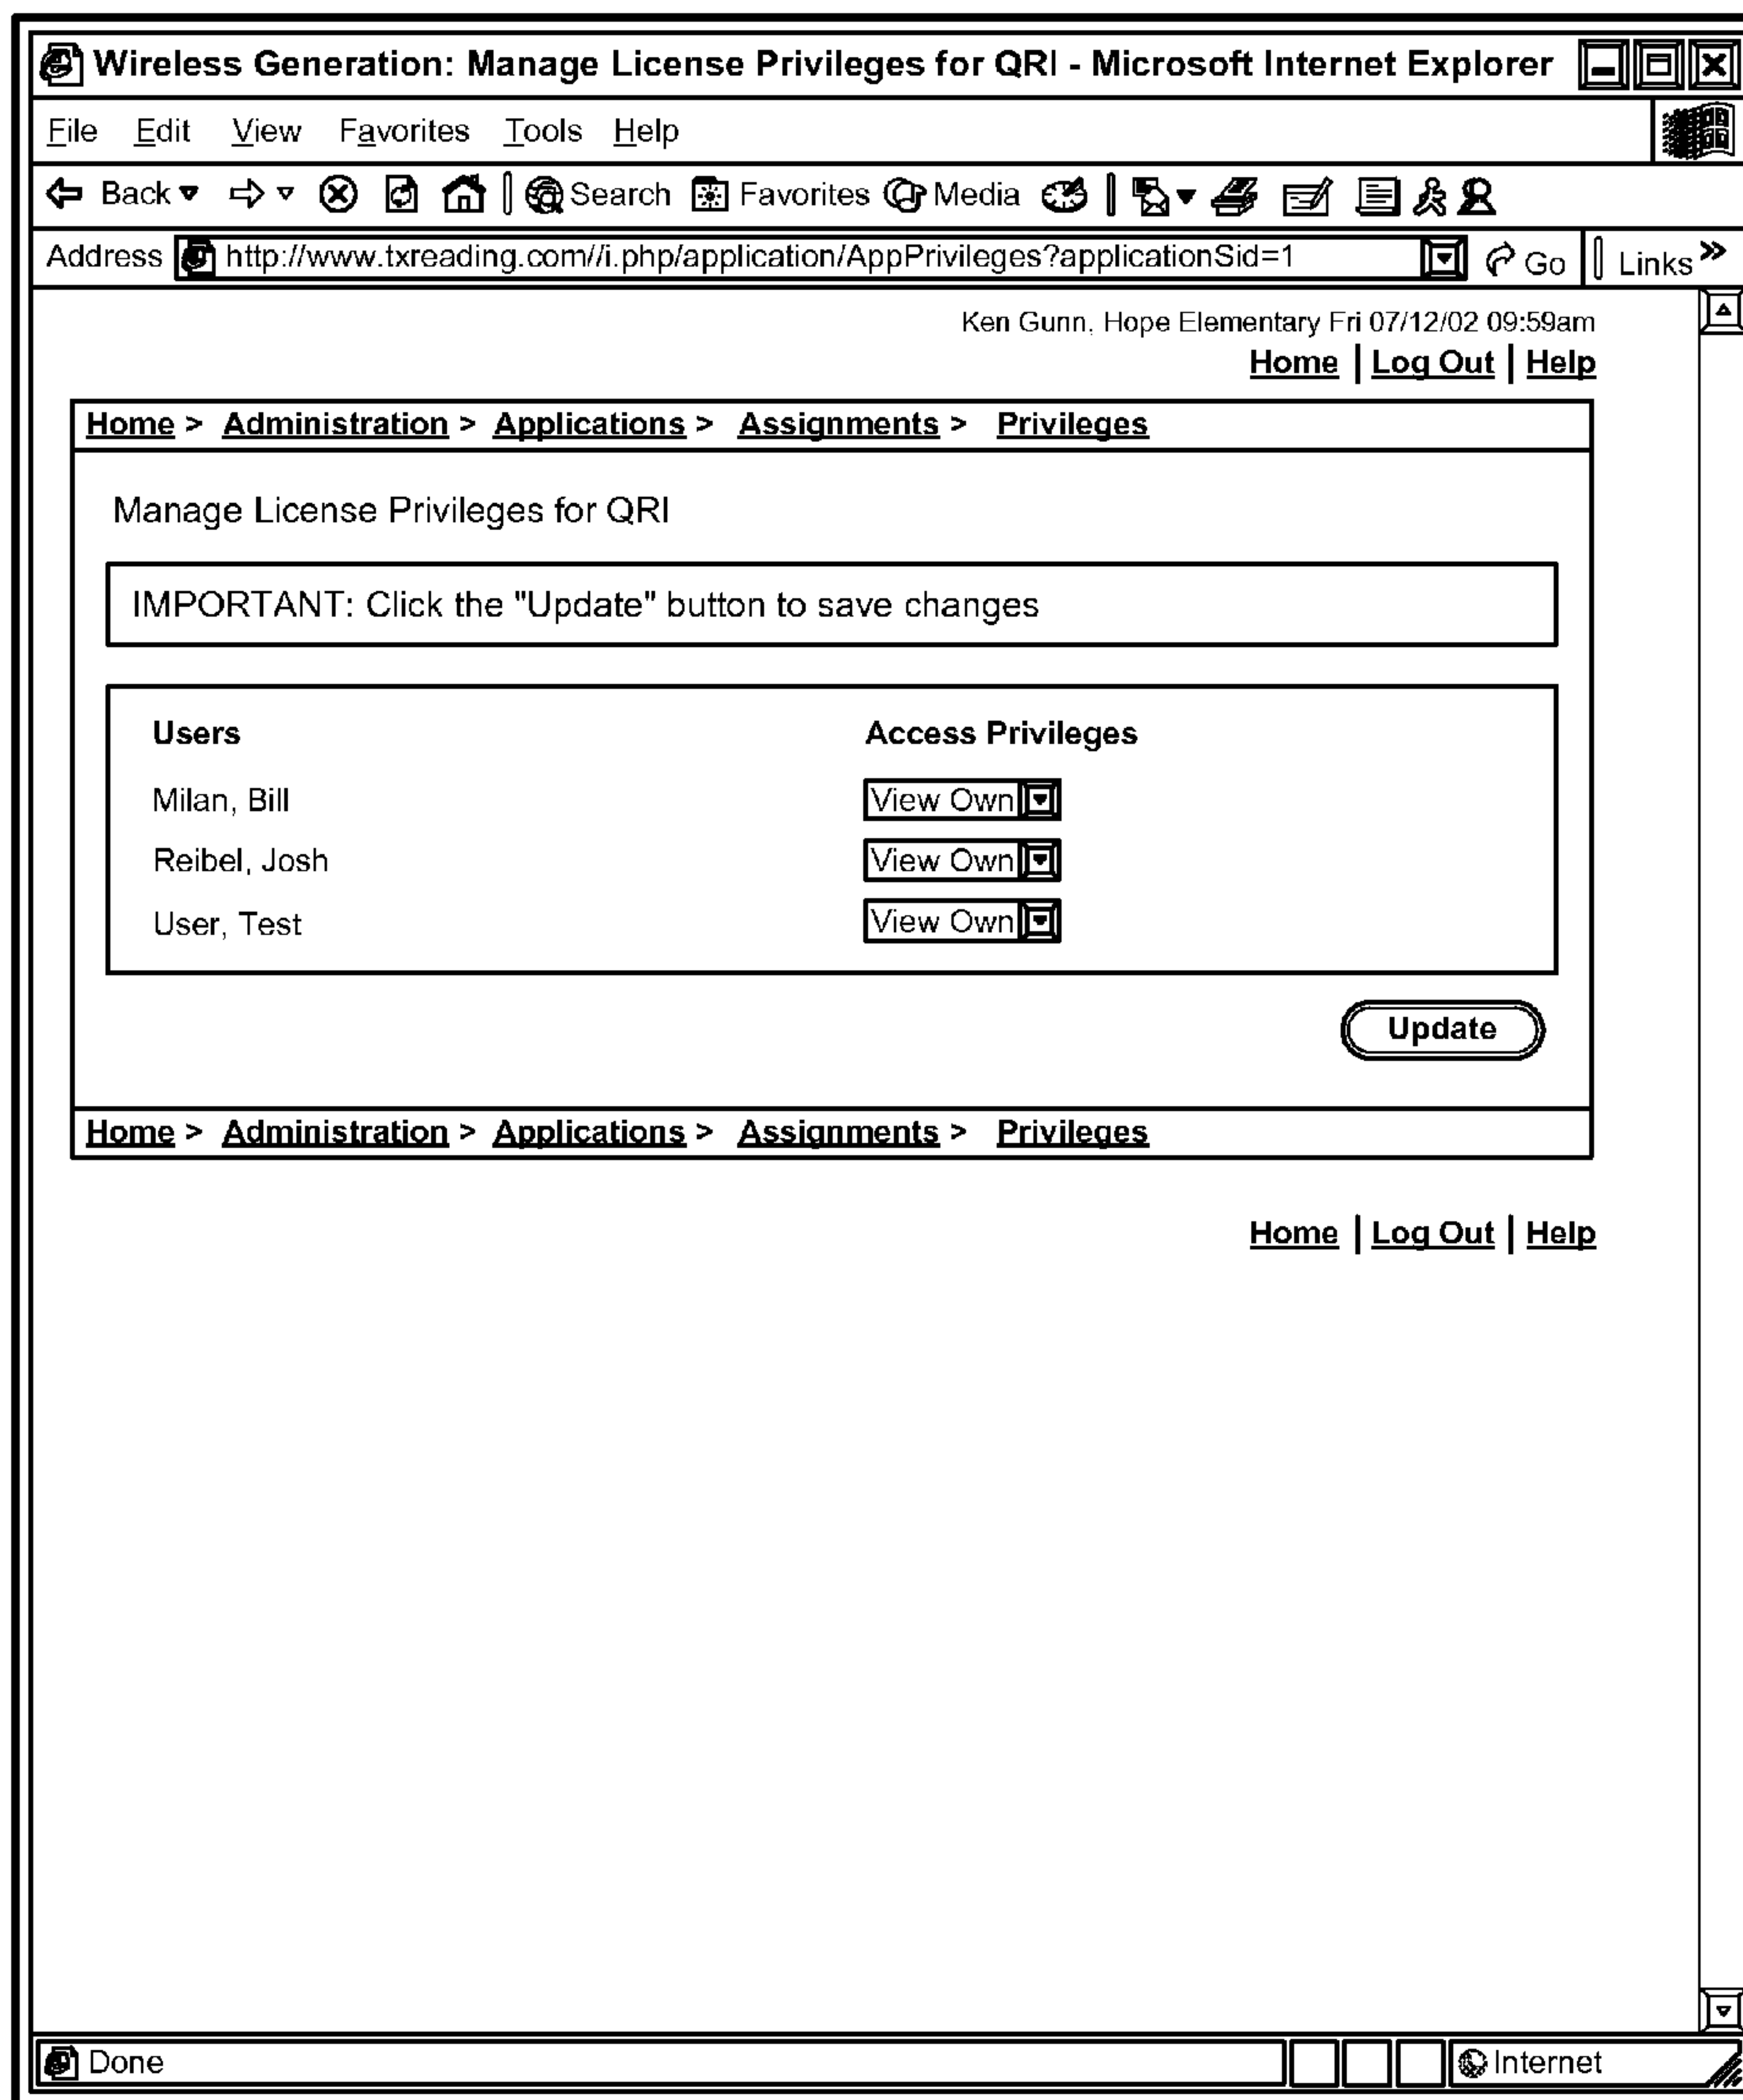 Wireless Generation: Manage License Privileges for QRI - Microsoft Internet Explorer
File Edit View Favorites Tools Help
Back Search Favorites Media
Address http://www.txreading.com//i.php/application/AppPrivileges?applicationSid=1 Go Links »
Ken Gunn, Hope Elementary Fri 07/12/02 09:59am
Home | Log Out | Help
Home > Administration > Applications > Assignments > Privileges
Manage License Privileges for QRI
IMPORTANT: Click the "Update" button to save changes
Users Access Privileges
Milan, Bill View Own
Reibel, Josh View Own
User, Test View Own
Update
Home > Administration > Applications > Assignments > Privileges
Home | Log Out | Help
Done Internet